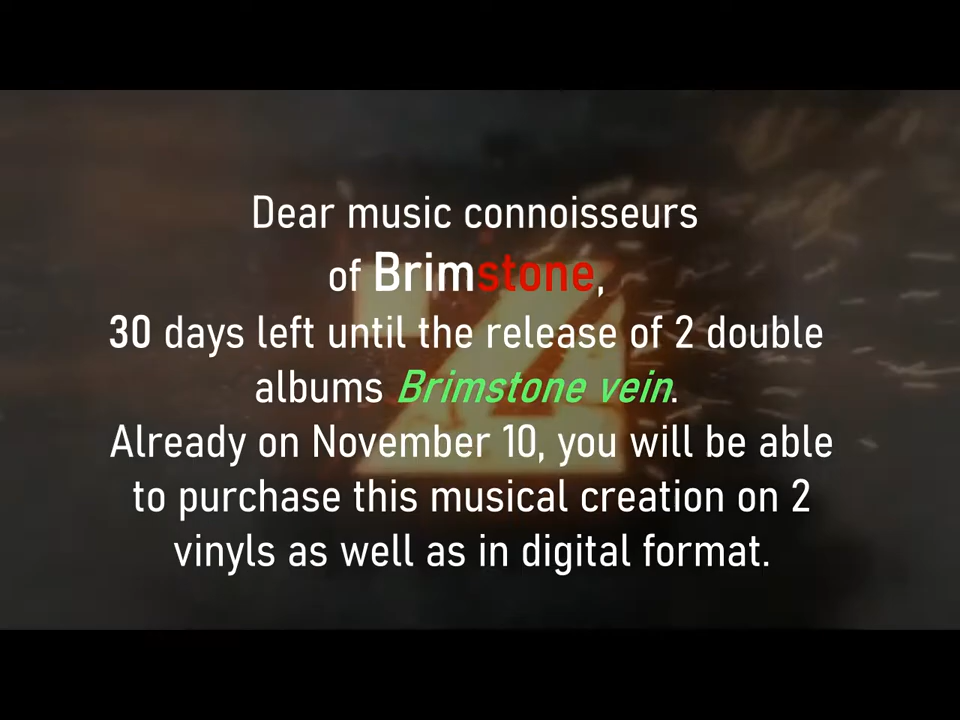 Dear music connoisseurs
of Brimstone,
30 days left until the release of 2 double
albums Brimstone vein.
Already on November 10, you will be able
to purchase this musical creation on 2
vinyls as well as in digital format.